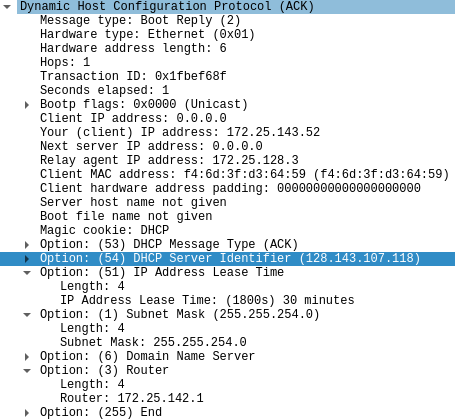 Dynamic Host Configuration Protocol (ACK)
Message type: Boot Reply (2)
Hardware type: Ethernet (0x01)
Hardware address length: 6
Hops: 1
Transaction ID: 0x1fbef68f
Seconds elapsed: 1
Bootp flags: 0x0000 (Unicast)
Client IP address: 0.0.0.0
Your (client) IP address: 172.25.143.52
Next server IP address: 0.0.0.0
Relay agent IP address: 172.25.128.3
Client MAC address: f4:6d:3f:d3:64:59 (f4:6d:3f:d3:64:59)
Client hardware address padding: 00000000000000000000
Server host name not given
Boot file name not given
Magic cookie: DHCP
Option: (53) DHCP Message Type (ACK)
Option: (54) DHCP Server Identifier (128.143.107.118)
Option: (51) IP Address Lease Time
Length: 4
IP Address Lease Time: (1800s) 30 minutes
Option: (1) Subnet Mask (255.255.254.0)
Length: 4
Subnet Mask: 255.255.254.0
Option: (6) Domain Name Server
Option: (3) Router
Length: 4
Router: 172.25.142.1
Option: (255) End